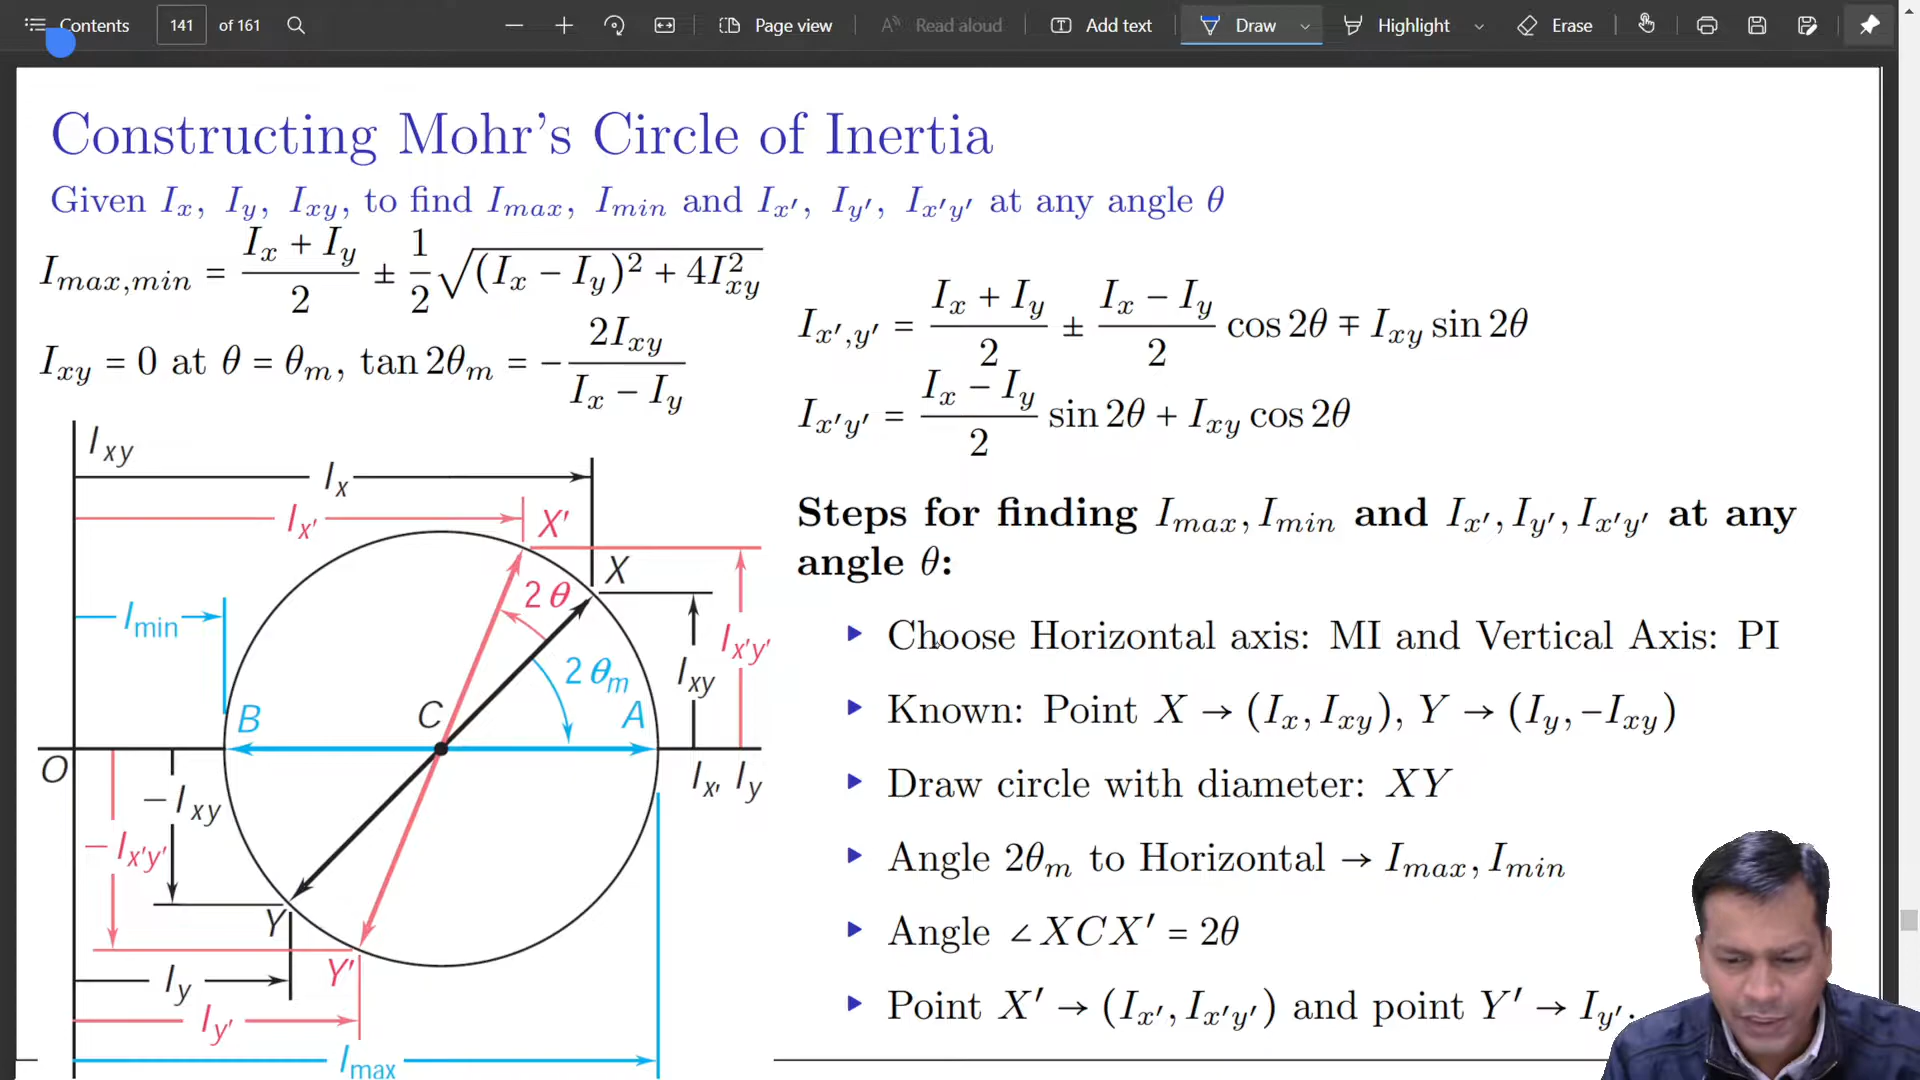 Contents
141 of 161
Page view
Read aloud
Add text
Draw
Highlight
Erase
Constructing Mohr's Circle of Inertia
Given I_x, I_y, I_xy, to find I_max, I_min and I_x′, I_y′, I_x′y′ at any angle θ
I_max,min = (I_x + I_y)/2 ± 1/2 √((I_x − I_y)² + 4I²_xy)
I_xy = 0 at θ = θ_m, tan 2θ_m = − 2I_xy/(I_x − I_y)
I_x′,y′ = (I_x + I_y)/2 ± (I_x − I_y)/2 cos 2θ ∓ I_xy sin 2θ
I_x′y′ = (I_x − I_y)/2 sin 2θ + I_xy cos 2θ
I_xy
I_x
I_x′
X′
X
2θ
I_min
2θ_m
I_xy
I_x′y′
B
C
A
O
I_x, I_y
−I_xy
−I_x′y′
Y
Y′
I_y
I_y′
I_max
Steps for finding I_max, I_min and I_x′, I_y′, I_x′y′ at any
angle θ:
▸ Choose Horizontal axis: MI and Vertical Axis: PI
▸ Known: Point X → (I_x, I_xy), Y → (I_y, −I_xy)
▸ Draw circle with diameter: XY
▸ Angle 2θ_m to Horizontal → I_max, I_min
▸ Angle ∠XCX′ = 2θ
▸ Point X′ → (I_x′, I_x′y′) and point Y′ → I_y′.